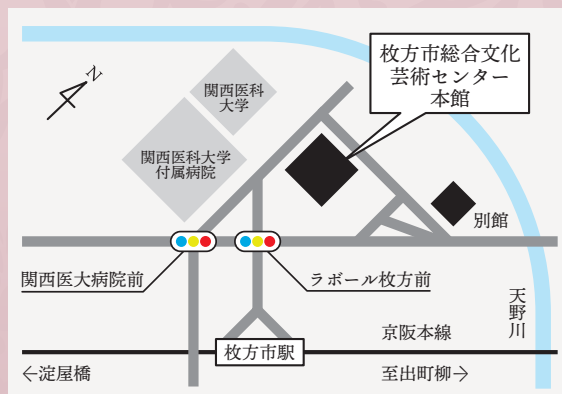 N
枚方市総合文化
芸術センター
本館
関西医科
大学
関西医科大学
付属病院
別館
関西医大病院前
ラポール枚方前
天野川
京阪本線
枚方市駅
←淀屋橋
至出町柳→